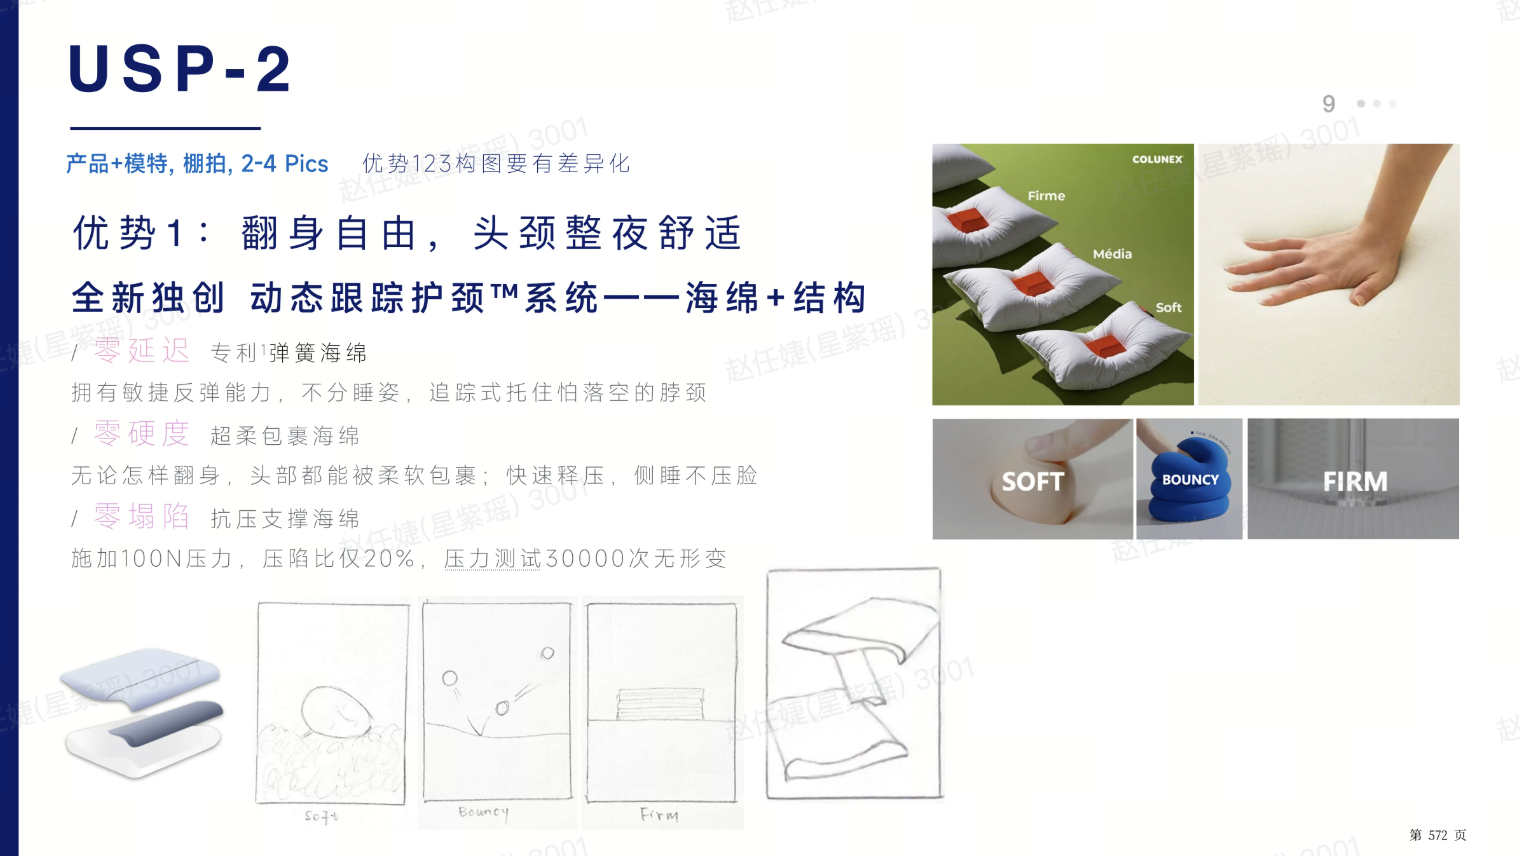 USP-2
9
产品+模特, 棚拍, 2-4 Pics 优势123构图要有差异化
优势1：翻身自由，头颈整夜舒适
全新独创 动态跟踪护颈™系统——海绵+结构
/ 零延迟 专利¹弹簧海绵
拥有敏捷反弹能力，不分睡姿，追踪式托住怕落空的脖颈
/ 零硬度 超柔包裹海绵
无论怎样翻身，头部都能被柔软包裹；快速释压，侧睡不压脸
/ 零塌陷 抗压支撑海绵
施加100N压力，压陷比仅20%，压力测试30000次无形变
COLUNEX
Firme
Média
Soft
SOFT
BOUNCY
FIRM
Soft
Bouncy
Firm
第 572 页
赵任婕(星紫瑶) 3001